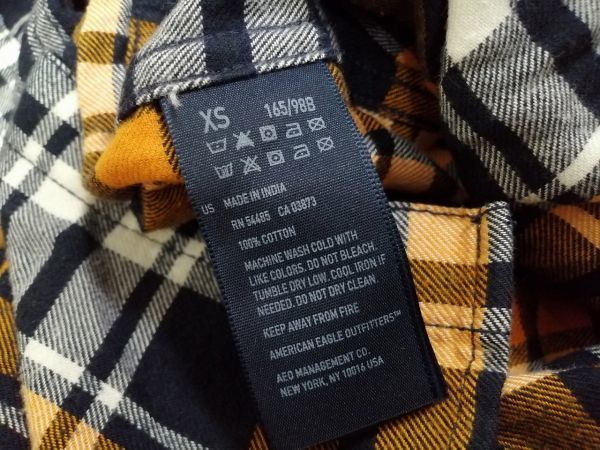 XS 165/98B
US MADE IN INDIA
RN 54485 CA 03873
100% COTTON
MACHINE WASH COLD WITH
LIKE COLORS. DO NOT BLEACH.
TUMBLE DRY LOW. COOL IRON IF
NEEDED. DO NOT DRY CLEAN.
KEEP AWAY FROM FIRE
AMERICAN EAGLE OUTFITTERS™
AEO MANAGEMENT CO.
NEW YORK, NY 10016 USA